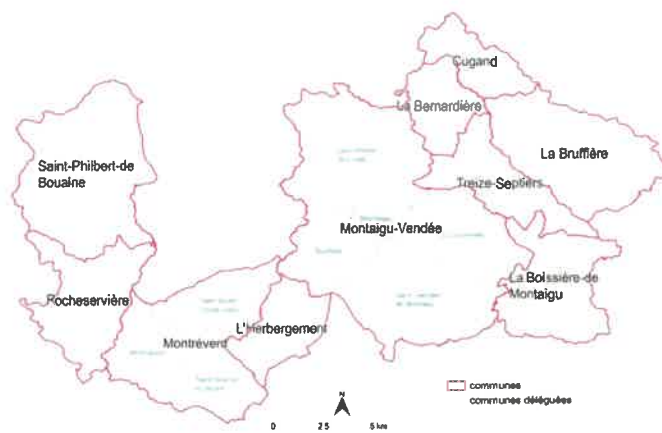 Cugand
La Bernardière
La Bruffière
Saint-Philbert-de
Bouaine
Treize-Septiers
Montaigu-Vendée
La Boissière-de
Montaigu
Rocheservière
L'Herbergement
Montréverd
N
0 2.5 5 km
communes
communes déléguées